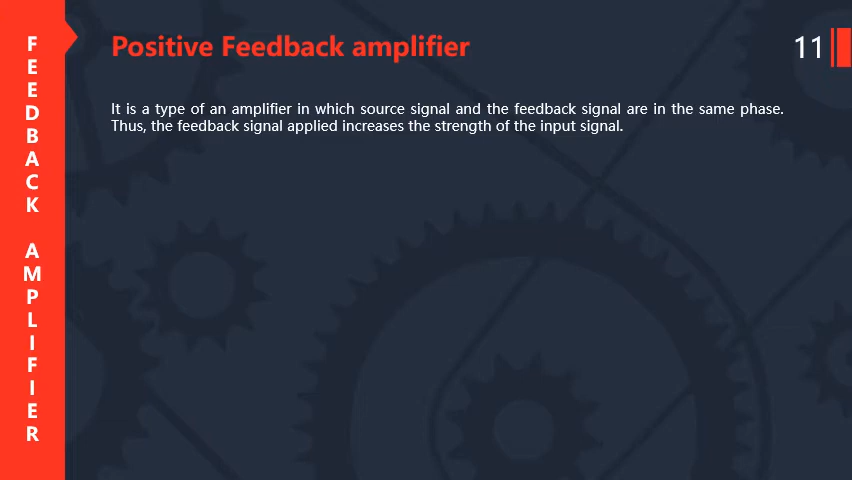 FEEDBACK AMPLIFIER
Positive Feedback amplifier
11
It is a type of an amplifier in which source signal and the feedback signal are in the same phase.
Thus, the feedback signal applied increases the strength of the input signal.